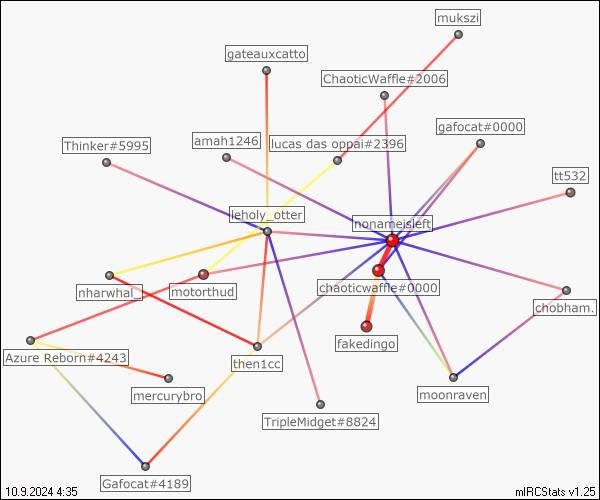 mukszi
gateauxcatto
ChaoticWaffle#2006
gafocat#0000
Thinker#5995
amah1246
lucas das oppai#2396
tt532
leholy_otter
nonameisleft
nharwhal_
motorthud
chaoticwaffle#0000
chobham.
fakedingo
Azure Reborn#4243
then1cc
mercurybro
moonraven
TripleMidget#8824
Gafocat#4189
10.9.2024 4:35
mIRCStats v1.25